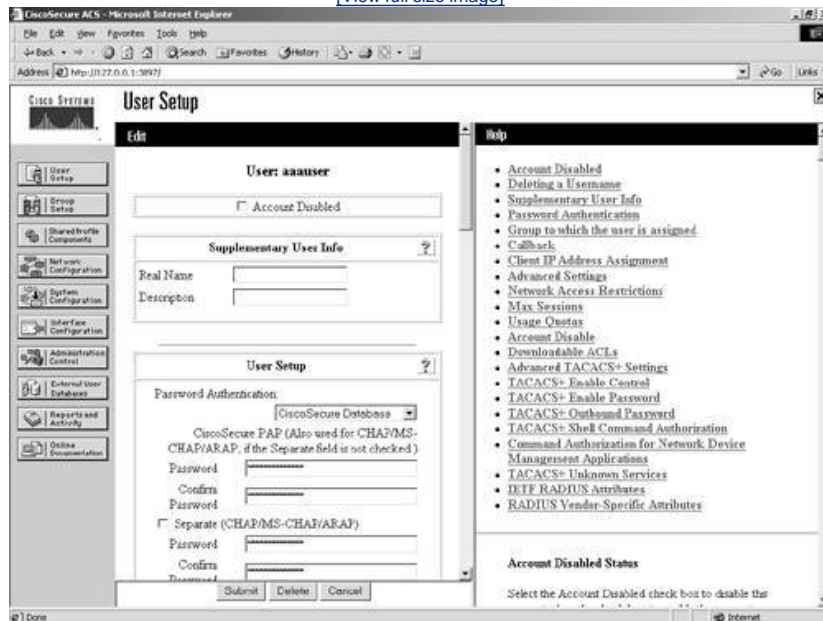 [View full size image]
CiscoSecure ACS - Microsoft Internet Explorer
File Edit View Favorites Tools Help
Back Search Favorites History
Address http://127.0.0.1:3897/ Go Links
CISCO SYSTEMS
User Setup
Edit
Help
User Setup
Group Setup
Shared Profile Components
Network Configuration
System Configuration
Interface Configuration
Administration Control
External User Databases
Reports and Activity
Online Documentation
User: aaauser
Account Disabled
Supplementary User Info ?
Real Name
Description
User Setup ?
Password Authentication:
CiscoSecure Database
CiscoSecure PAP (Also used for CHAP/MS-
CHAP/ARAP, if the Separate field is not checked.)
Password
Confirm
Password
Separate (CHAP/MS-CHAP/ARAP)
Password
Confirm
Password
Submit Delete Cancel
Account Disabled
Deleting a Username
Supplementary User Info
Password Authentication
Group to which the user is assigned
Callback
Client IP Address Assignment
Advanced Settings
Network Access Restrictions
Max Sessions
Usage Quotas
Account Disable
Downloadable ACLs
Advanced TACACS+ Settings
TACACS+ Enable Control
TACACS+ Enable Password
TACACS+ Outbound Password
TACACS+ Shell Command Authorization
Command Authorization for Network Device
Management Applications
TACACS+ Unknown Services
IETF RADIUS Attributes
RADIUS Vendor-Specific Attributes
Account Disabled Status
Select the Account Disabled check box to disable this
Done
Internet